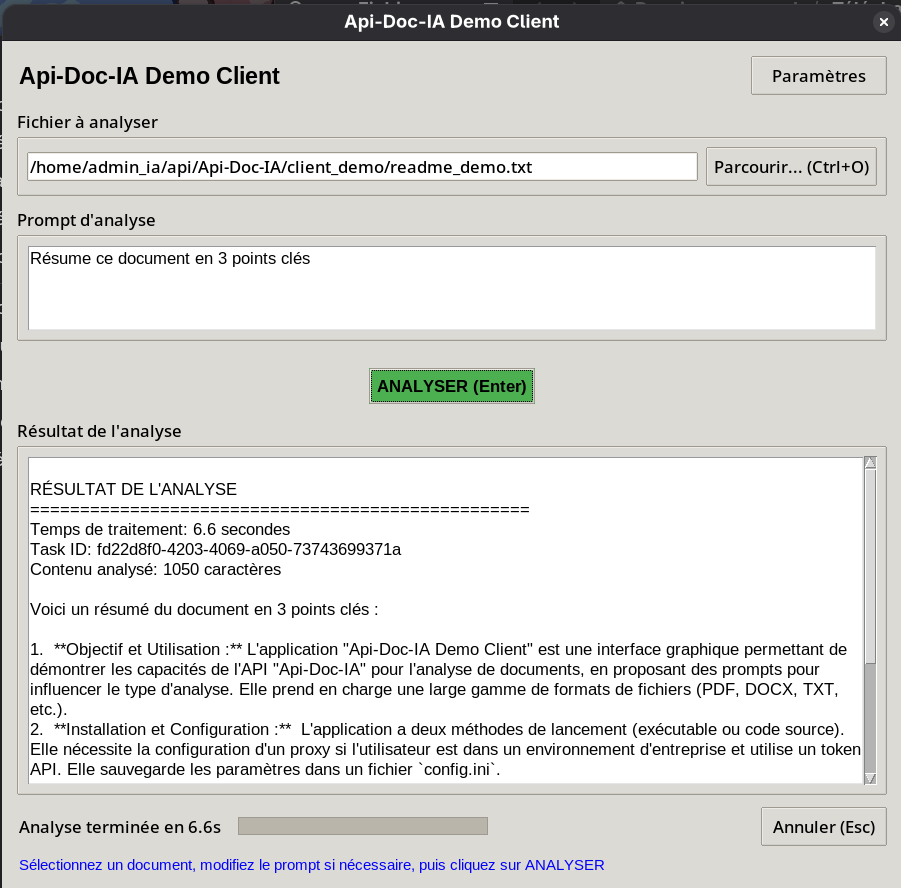 Api-Doc-IA Demo Client
Api-Doc-IA Demo Client
Paramètres
Fichier à analyser
/home/admin_ia/api/Api-Doc-IA/client_demo/readme_demo.txt
Parcourir... (Ctrl+O)
Prompt d'analyse
Résume ce document en 3 points clés
ANALYSER (Enter)
Résultat de l'analyse
RÉSULTAT DE L'ANALYSE
==================================================
Temps de traitement: 6.6 secondes
Task ID: fd22d8f0-4203-4069-a050-73743699371a
Contenu analysé: 1050 caractères
Voici un résumé du document en 3 points clés :
1.  **Objectif et Utilisation :** L'application "Api-Doc-IA Demo Client" est une interface graphique permettant de
démontrer les capacités de l'API "Api-Doc-IA" pour l'analyse de documents, en proposant des prompts pour
influencer le type d'analyse. Elle prend en charge une large gamme de formats de fichiers (PDF, DOCX, TXT,
etc.).
2.  **Installation et Configuration :**  L'application a deux méthodes de lancement (exécutable ou code source).
Elle nécessite la configuration d'un proxy si l'utilisateur est dans un environnement d'entreprise et utilise un token
API. Elle sauvegarde les paramètres dans un fichier `config.ini`.
Analyse terminée en 6.6s
Annuler (Esc)
Sélectionnez un document, modifiez le prompt si nécessaire, puis cliquez sur ANALYSER